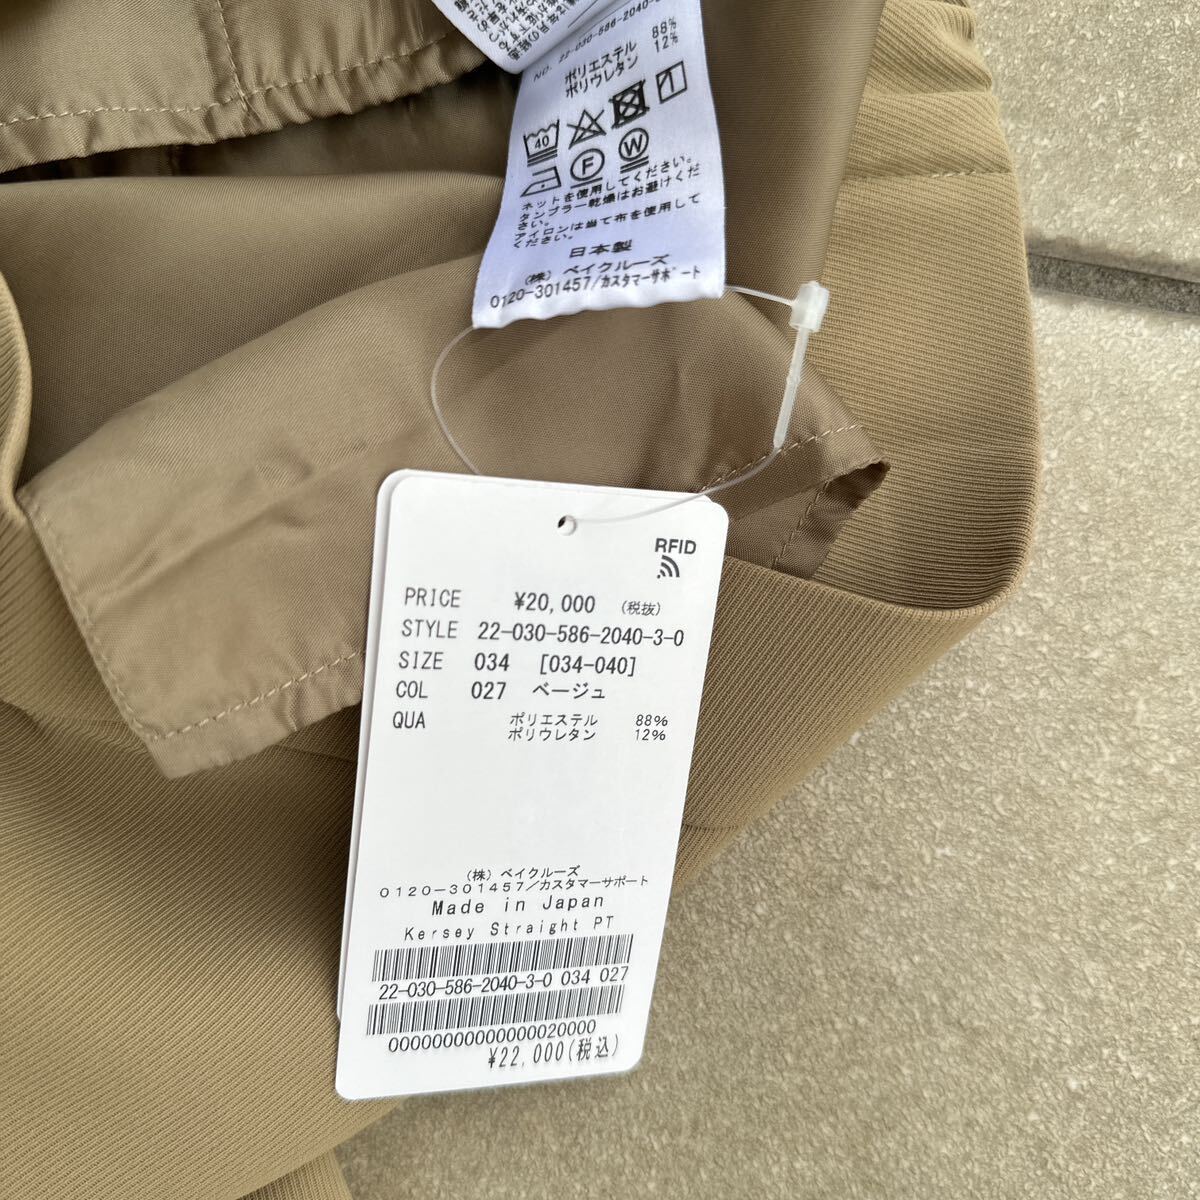 NO. 22-030-586-2040-3-0
ポリエステル 88%
ポリウレタン 12%
40
F
W
ネットを使用してください。
タンブラー乾燥はお避けくだ
さい。
アイロンは当て布を使用して
ください。
日本製
(株) ベイクルーズ
0120-301457/カスタマーサポート
RFID
PRICE ¥20,000 (税抜)
STYLE 22-030-586-2040-3-0
SIZE 034 [034-040]
COL 027 ベージュ
QUA ポリエステル 88%
ポリウレタン 12%
(株) ベイクルーズ
0120-301457/カスタマーサポート
Made in Japan
Kersey Straight PT
22-030-586-2040-3-0 034 027
00000000000000020000
¥22,000(税込)